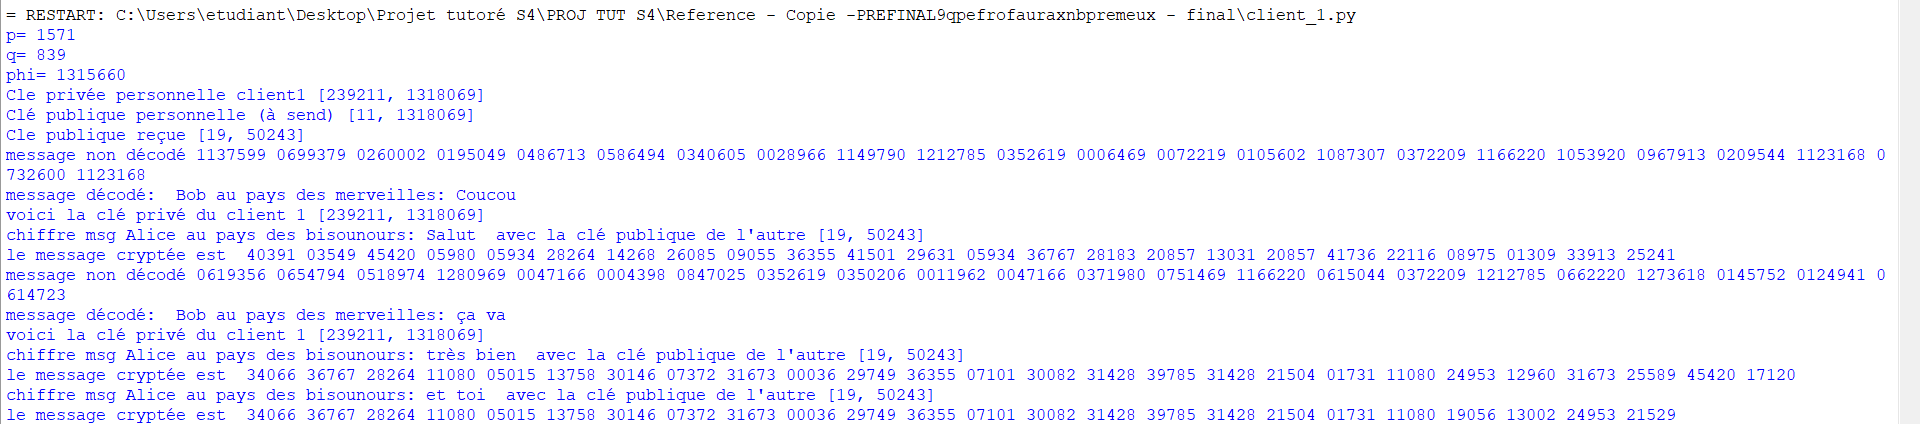 = RESTART: C:\Users\etudiant\Desktop\Projet tutoré S4\PROJ TUT S4\Reference - Copie -PREFINAL9qpefrofauraxnbpremeux - final\client_1.py
p= 1571
q= 839
phi= 1315660
Cle privée personnelle client1 [239211, 1318069]
Clé publique personnelle (à send) [11, 1318069]
Cle publique reçue [19, 50243]
message non décodé 1137599 0699379 0260002 0195049 0486713 0586494 0340605 0028966 1149790 1212785 0352619 0006469 0072219 0105602 1087307 0372209 1166220 1053920 0967913 0209544 1123168 0
732600 1123168
message décodé:  Bob au pays des merveilles: Coucou
voici la clé privé du client 1 [239211, 1318069]
chiffre msg Alice au pays des bisounours: Salut  avec la clé publique de l'autre [19, 50243]
le message cryptée est  40391 03549 45420 05980 05934 28264 14268 26085 09055 36355 41501 29631 05934 36767 28183 20857 13031 20857 41736 22116 08975 01309 33913 25241
message non décodé 0619356 0654794 0518974 1280969 0047166 0004398 0847025 0352619 0350206 0011962 0047166 0371980 0751469 1166220 0615044 0372209 1212785 0662220 1273618 0145752 0124941 0
614723
message décodé:  Bob au pays des merveilles: ça va
voici la clé privé du client 1 [239211, 1318069]
chiffre msg Alice au pays des bisounours: très bien  avec la clé publique de l'autre [19, 50243]
le message cryptée est  34066 36767 28264 11080 05015 13758 30146 07372 31673 00036 29749 36355 07101 30082 31428 39785 31428 21504 01731 11080 24953 12960 31673 25589 45420 17120
chiffre msg Alice au pays des bisounours: et toi  avec la clé publique de l'autre [19, 50243]
le message cryptée est  34066 36767 28264 11080 05015 13758 30146 07372 31673 00036 29749 36355 07101 30082 31428 39785 31428 21504 01731 11080 19056 13002 24953 21529